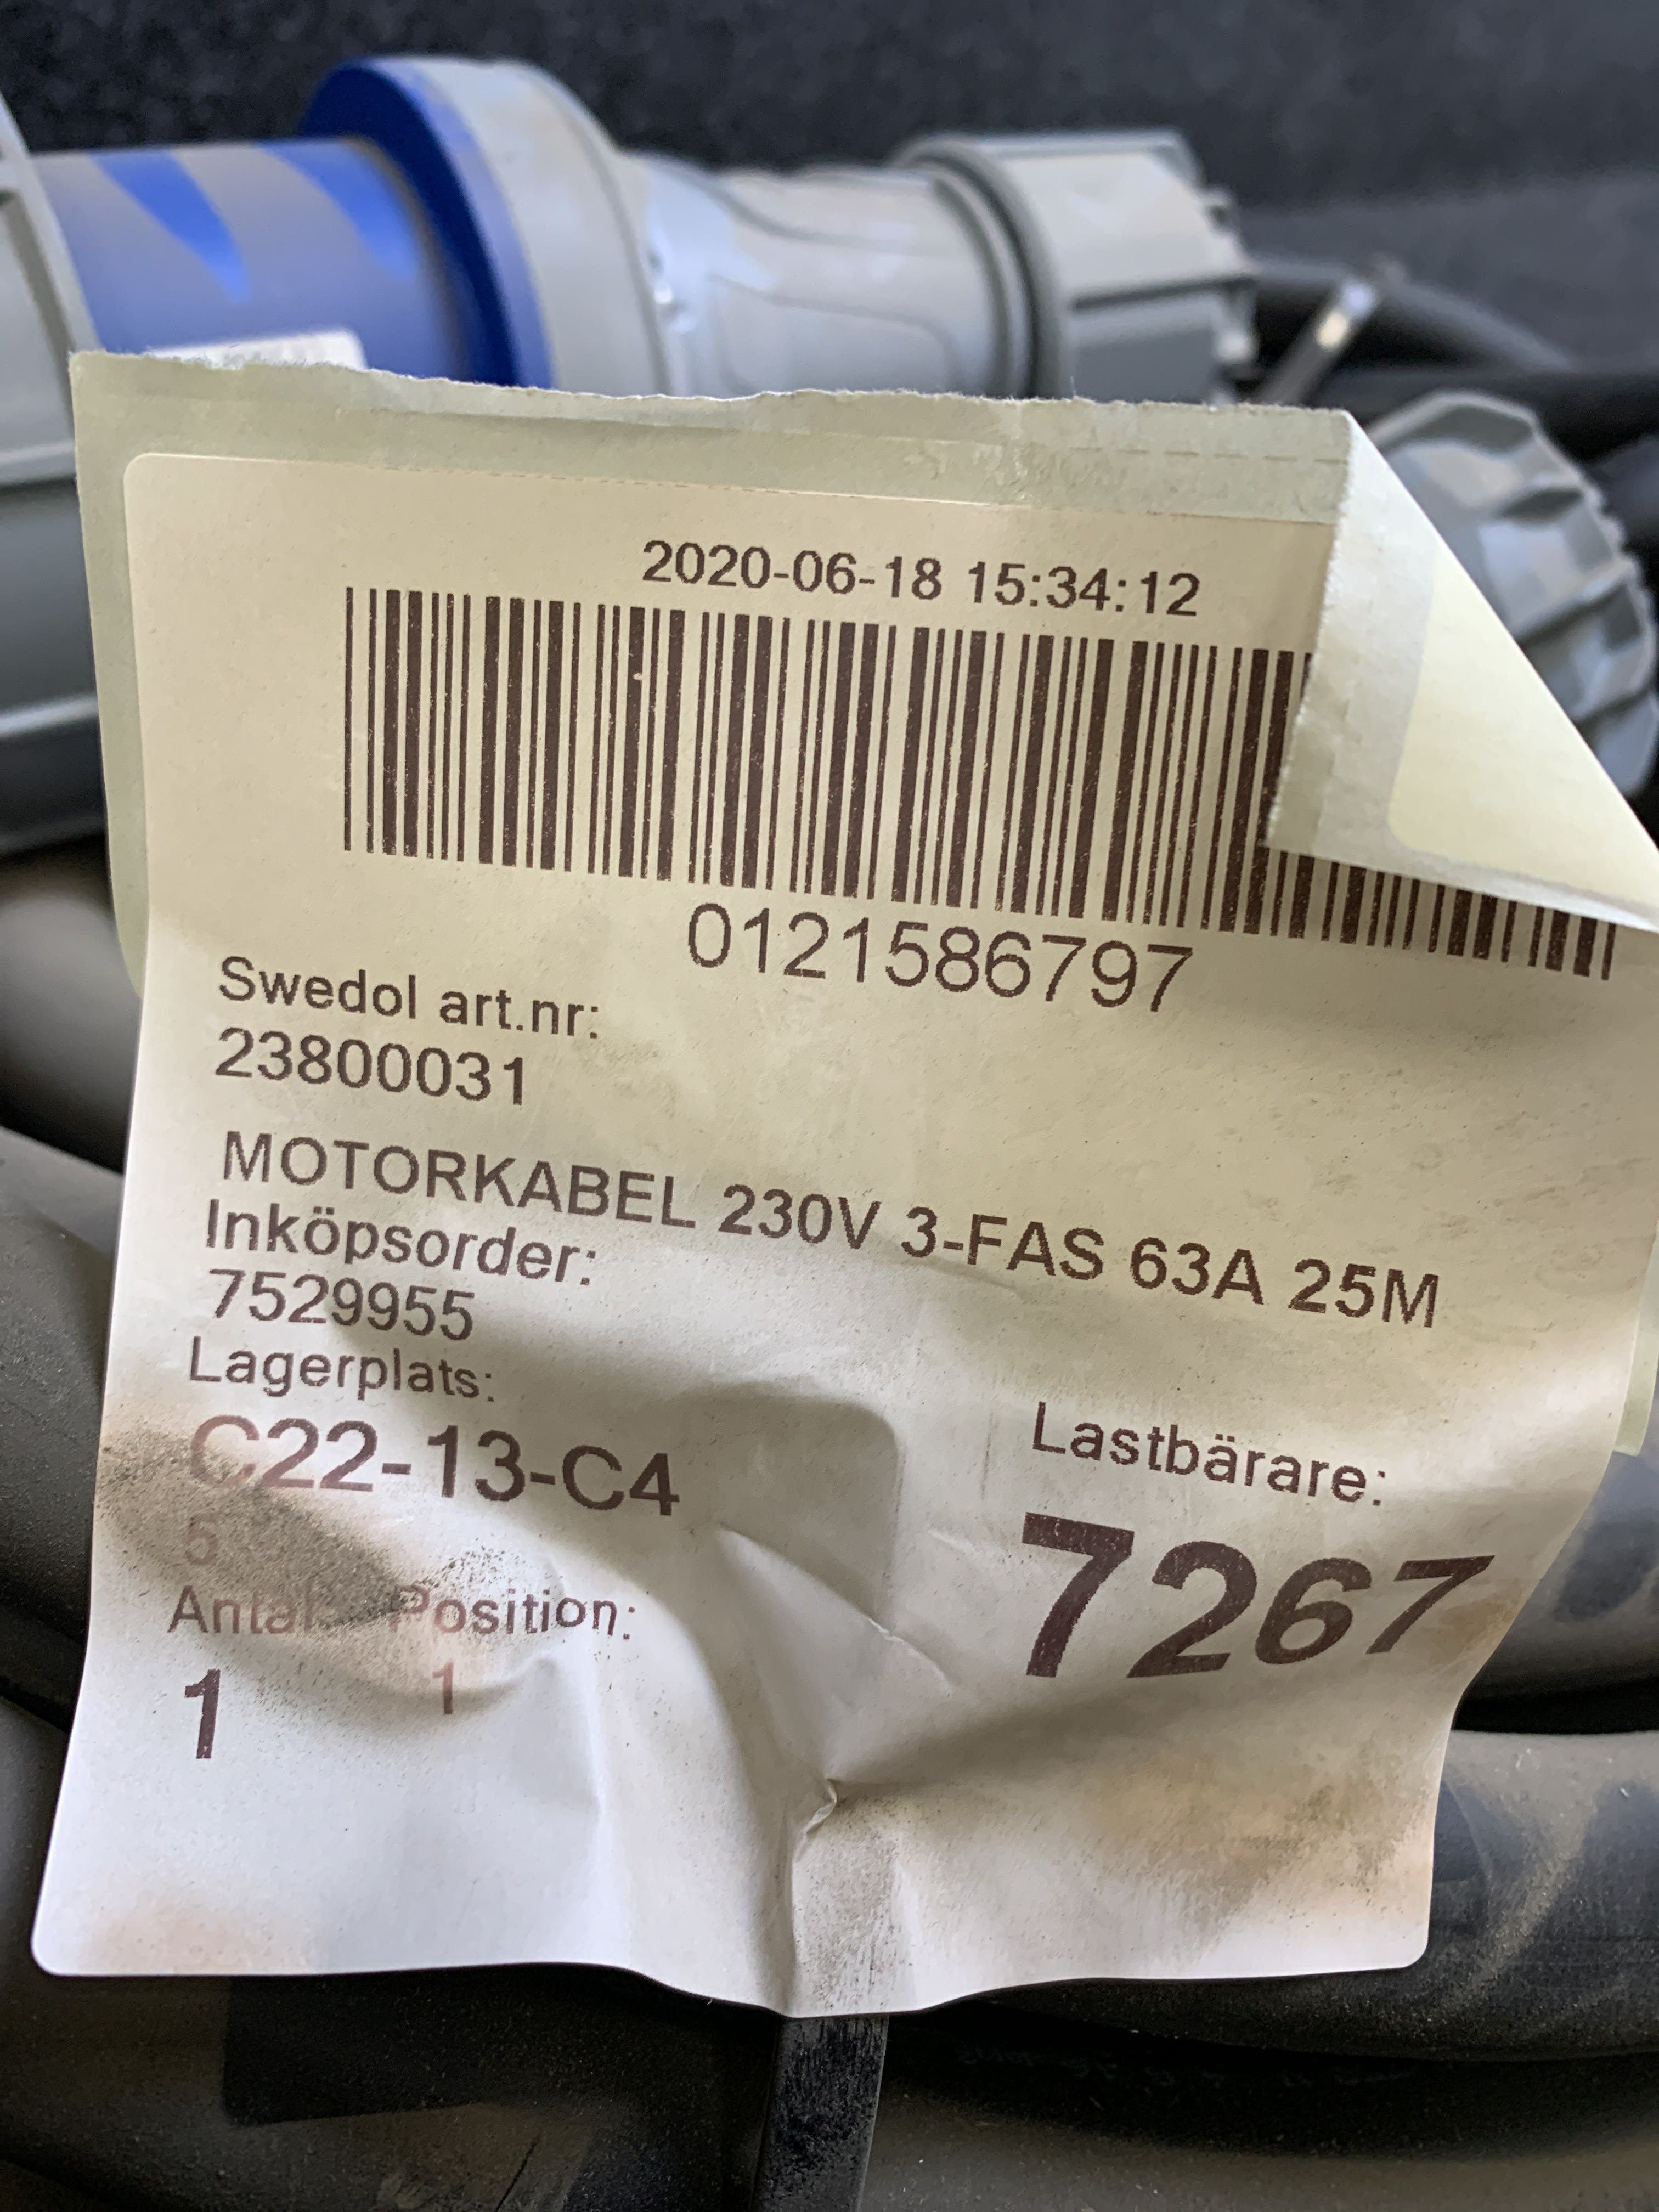 2020-06-18 15:34:12
0121586797
Swedol art.nr:
23800031
MOTORKABEL 230V 3-FAS 63A 25M
Inköpsorder:
7529955
Lagerplats:
C22-13-C4
5
Lastbärare:
7267
Antal Position:
1 1